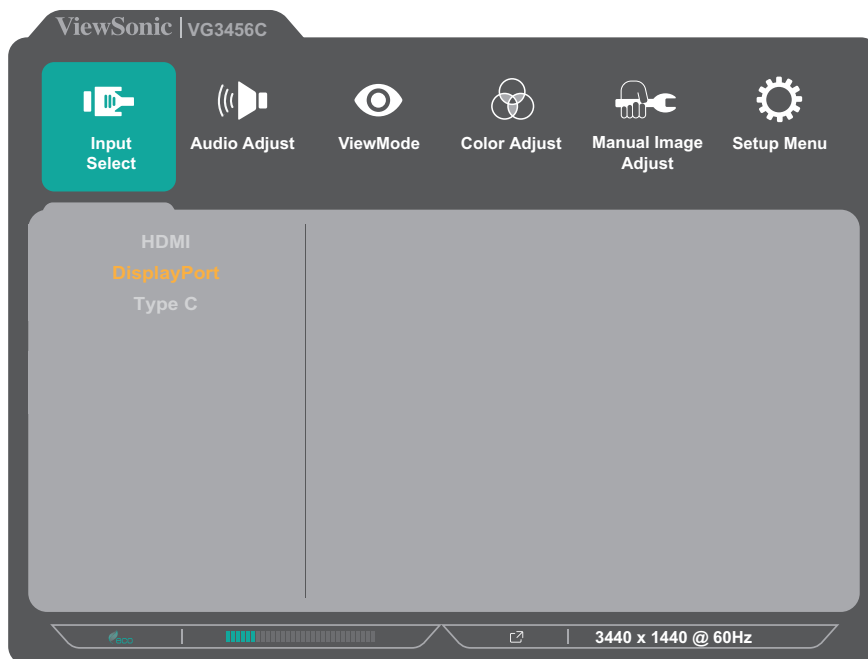 ViewSonic VG3456C
Input Select
Audio Adjust
ViewMode
Color Adjust
Manual Image Adjust
Setup Menu
HDMI
DisplayPort
Type C
eco
3440 x 1440 @ 60Hz